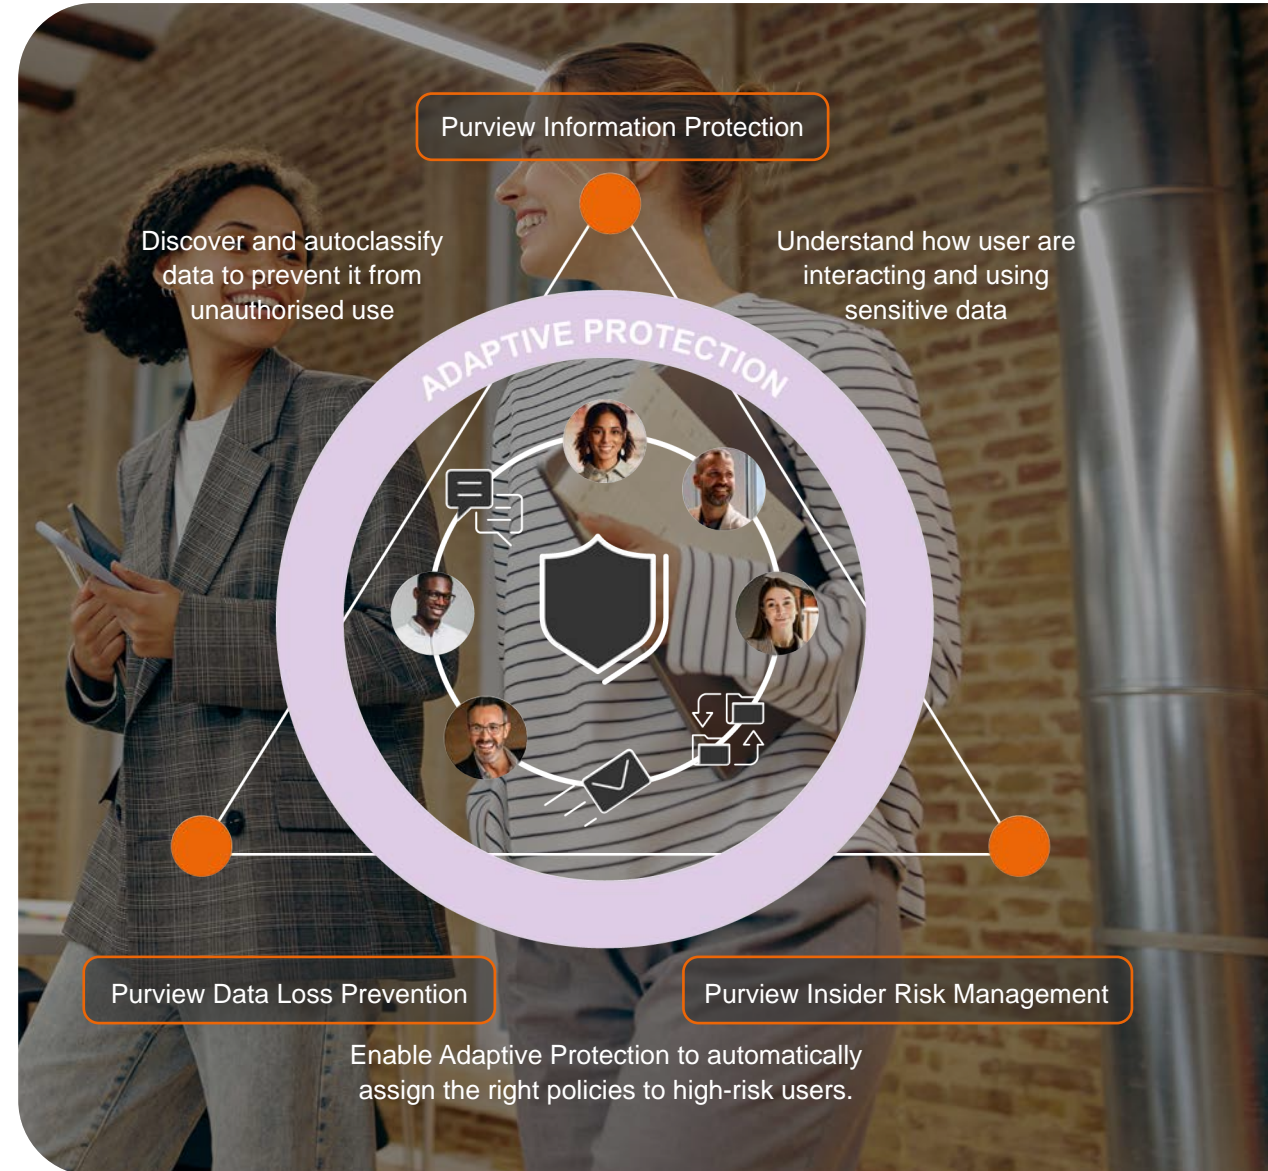 Purview Information Protection
Discover and autoclassify
data to prevent it from
unauthorised use
Understand how user are
interacting and using
sensitive data
ADAPTIVE PROTECTION
Purview Data Loss Prevention
Purview Insider Risk Management
Enable Adaptive Protection to automatically
assign the right policies to high-risk users.